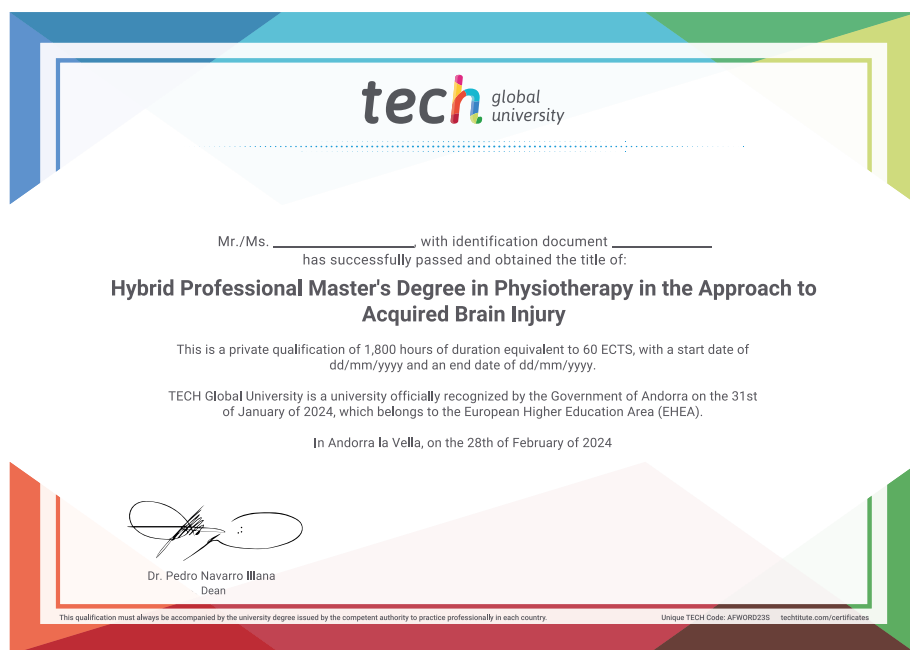 tech global
university
Mr./Ms. ____________, with identification document ____________
has successfully passed and obtained the title of:
Hybrid Professional Master's Degree in Physiotherapy in the Approach to
Acquired Brain Injury
This is a private qualification of 1,800 hours of duration equivalent to 60 ECTS, with a start date of
dd/mm/yyyy and an end date of dd/mm/yyyy.
TECH Global University is a university officially recognized by the Government of Andorra on the 31st
of January of 2024, which belongs to the European Higher Education Area (EHEA).
In Andorra la Vella, on the 28th of February of 2024
Dr. Pedro Navarro Illana
Dean
This qualification must always be accompanied by the university degree issued by the competent authority to practice professionally in each country.
Unique TECH Code: AFWORD23S techtitute.com/certificates